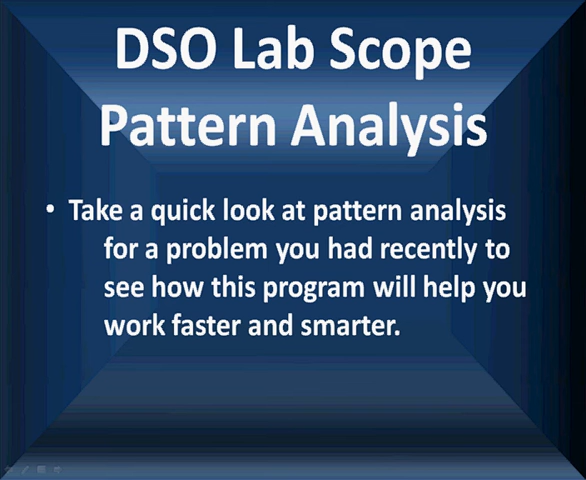 DSO Lab Scope
Pattern Analysis
• Take a quick look at pattern analysis
for a problem you had recently to
see how this program will help you
work faster and smarter.